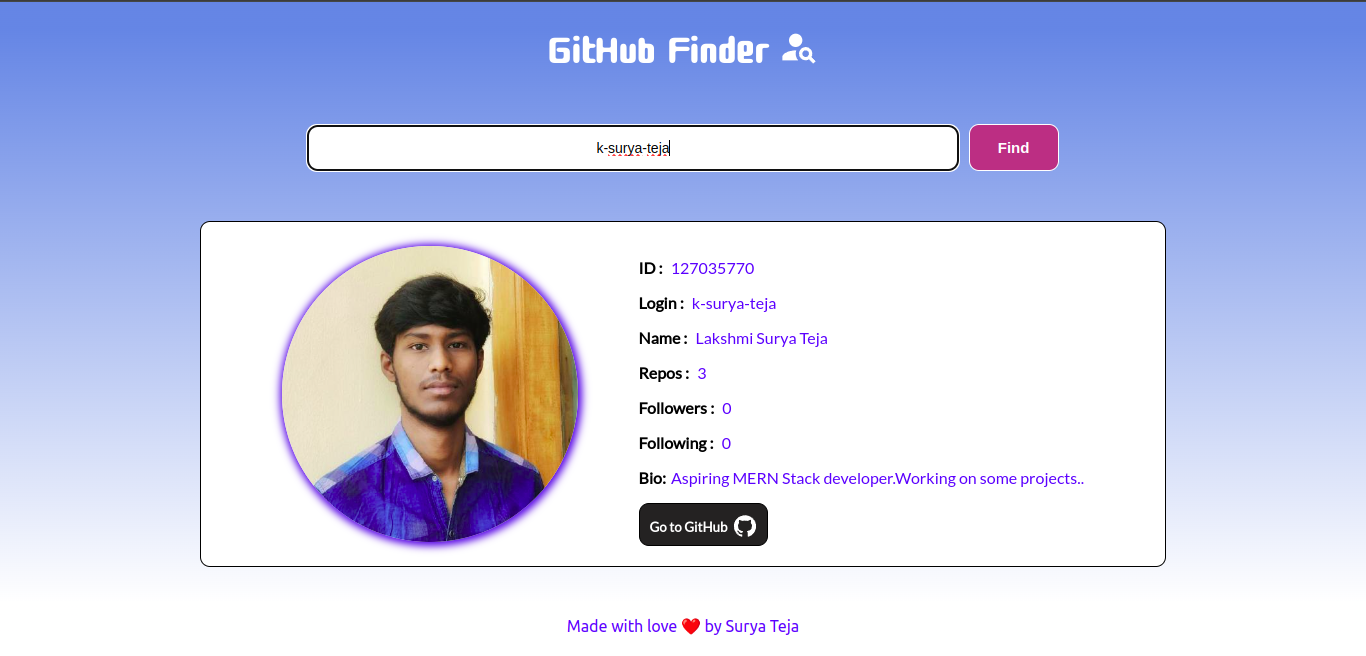 GitHub Finder
k-surya-teja
Find
ID : 127035770
Login : k-surya-teja
Name : Lakshmi Surya Teja
Repos : 3
Followers : 0
Following : 0
Bio: Aspiring MERN Stack developer.Working on some projects..
Go to GitHub
Made with love ❤️ by Surya Teja